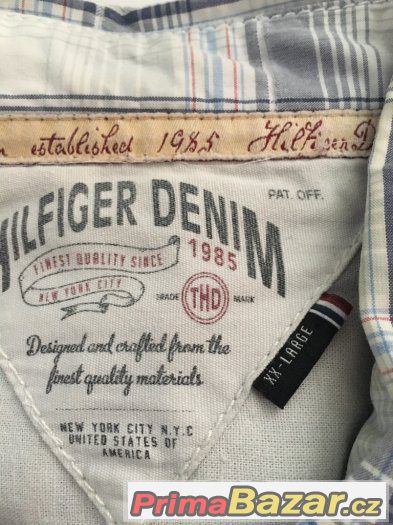 established 1985 Hilfiger D
HILFIGER DENIM
PAT. OFF.
FINEST QUALITY SINCE
1985
NEW YORK CITY
TRADE THD MARK
XX-LARGE
Designed and crafted from the
finest quality materials
NEW YORK CITY N.Y.C
UNITED STATES OF
AMERICA
PrimaBazar.cz